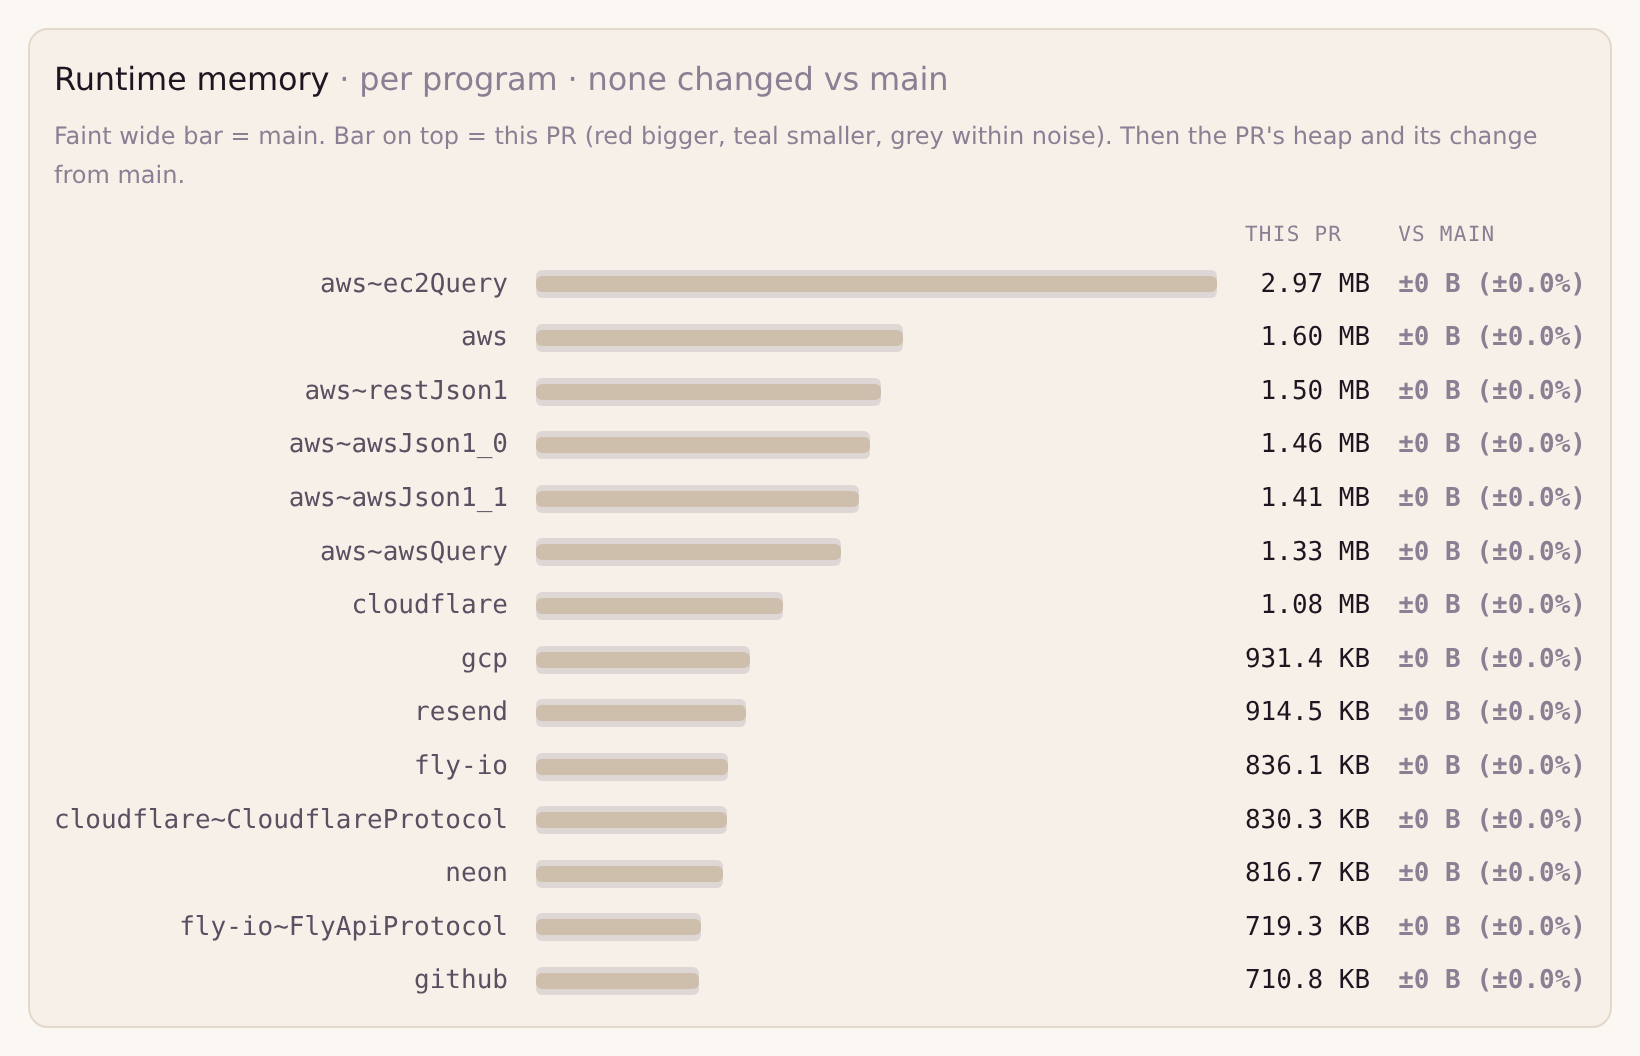 Runtime memory · per program · none changed vs main
Faint wide bar = main. Bar on top = this PR (red bigger, teal smaller, grey within noise). Then the PR's heap and its change
from main.
THIS PR VS MAIN
aws~ec2Query 2.97 MB ±0 B (±0.0%)
aws 1.60 MB ±0 B (±0.0%)
aws~restJson1 1.50 MB ±0 B (±0.0%)
aws~awsJson1_0 1.46 MB ±0 B (±0.0%)
aws~awsJson1_1 1.41 MB ±0 B (±0.0%)
aws~awsQuery 1.33 MB ±0 B (±0.0%)
cloudflare 1.08 MB ±0 B (±0.0%)
gcp 931.4 KB ±0 B (±0.0%)
resend 914.5 KB ±0 B (±0.0%)
fly-io 836.1 KB ±0 B (±0.0%)
cloudflare~CloudflareProtocol 830.3 KB ±0 B (±0.0%)
neon 816.7 KB ±0 B (±0.0%)
fly-io~FlyApiProtocol 719.3 KB ±0 B (±0.0%)
github 710.8 KB ±0 B (±0.0%)